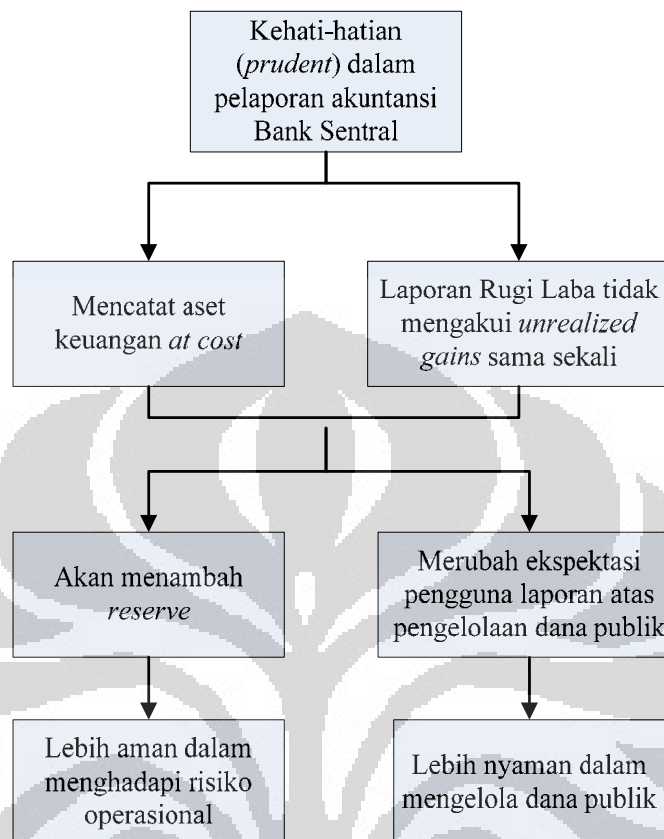 Kehati-hatian
(prudent) dalam
pelaporan akuntansi
Bank Sentral
Mencatat aset
keuangan at cost
Laporan Rugi Laba tidak
mengakui unrealized
gains sama sekali
Akan menambah
reserve
Merubah ekspektasi
pengguna laporan atas
pengelolaan dana publik
Lebih aman dalam
menghadapi risiko
operasional
Lebih nyaman dalam
mengelola dana publik